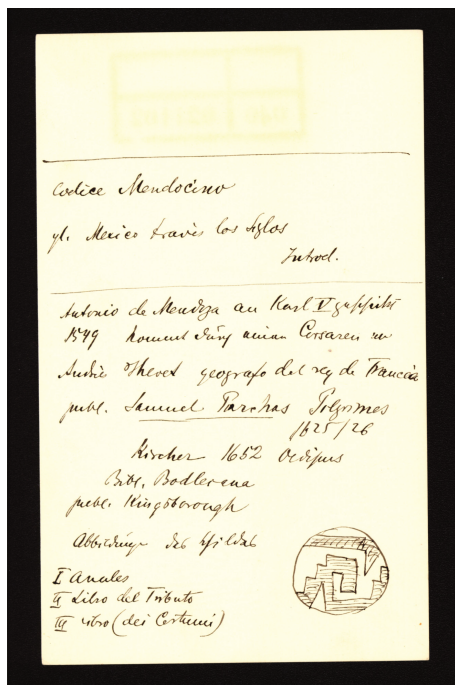 Codice Mendocino
vgl. Mexico través los Siglos
Introd.
Antonio de Mendoza an Karl V geschickt
1549 kommt durch einen Corsaren an
André Thevet geografo del rey de Francia
publ. Samuel Purchas Pilgrimes
1625/26
Kircher 1652 Oedipus
Bibl. Bodleiana
publ. Kingsborough
Abbildung des Schildes
I Anales
II Libro del Tributo
III Libro (dei Costumi)